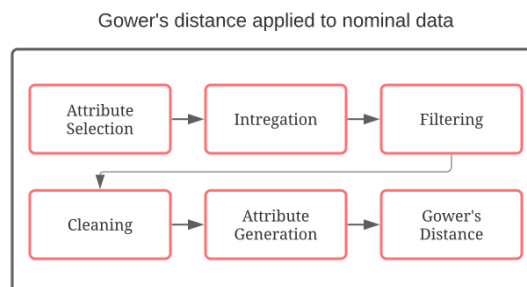 Gower's distance applied to nominal data
Attribute
Selection
Intregation
Filtering
Cleaning
Attribute
Generation
Gower's
Distance